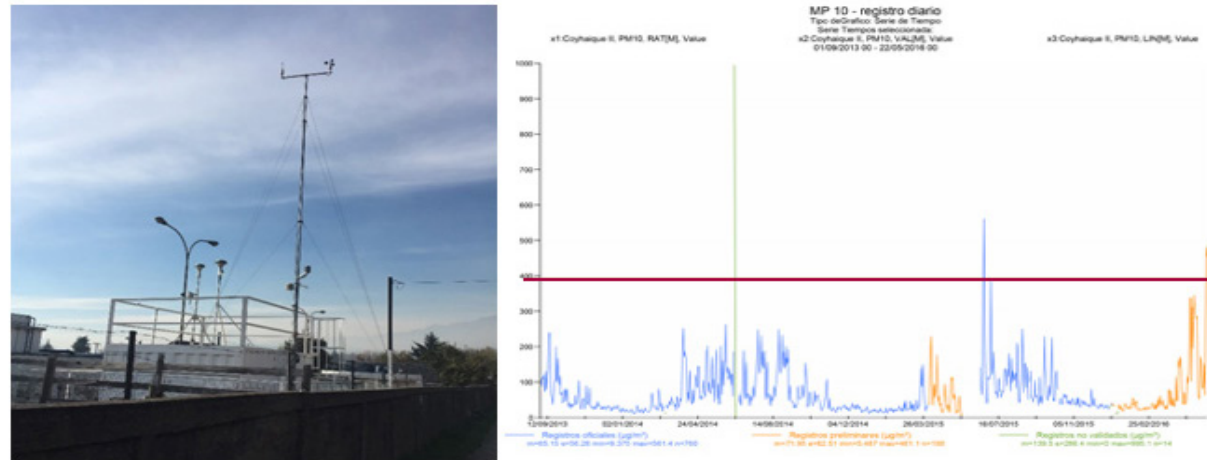 MP 10 - registro diario
Tipo deGrafico: Serie de Tiempo
Serie Tiempos seleccionada:
x1:Coyhaique II, PM10, RAT[M], Value
x2:Coyhaique II, PM10, VAL[M], Value
x3:Coyhaique II, PM10, LIN[M], Value
01/09/2013 00 - 22/05/2016 00
1000
900
800
700
600
500
400
300
200
100
0
12/09/2013
02/01/2014
24/04/2014
14/08/2014
04/12/2014
26/03/2015
16/07/2015
05/11/2015
25/02/2016
Registros oficiales (µg/m³)
Registros preliminares (µg/m³)
Registros no validados (µg/m³)